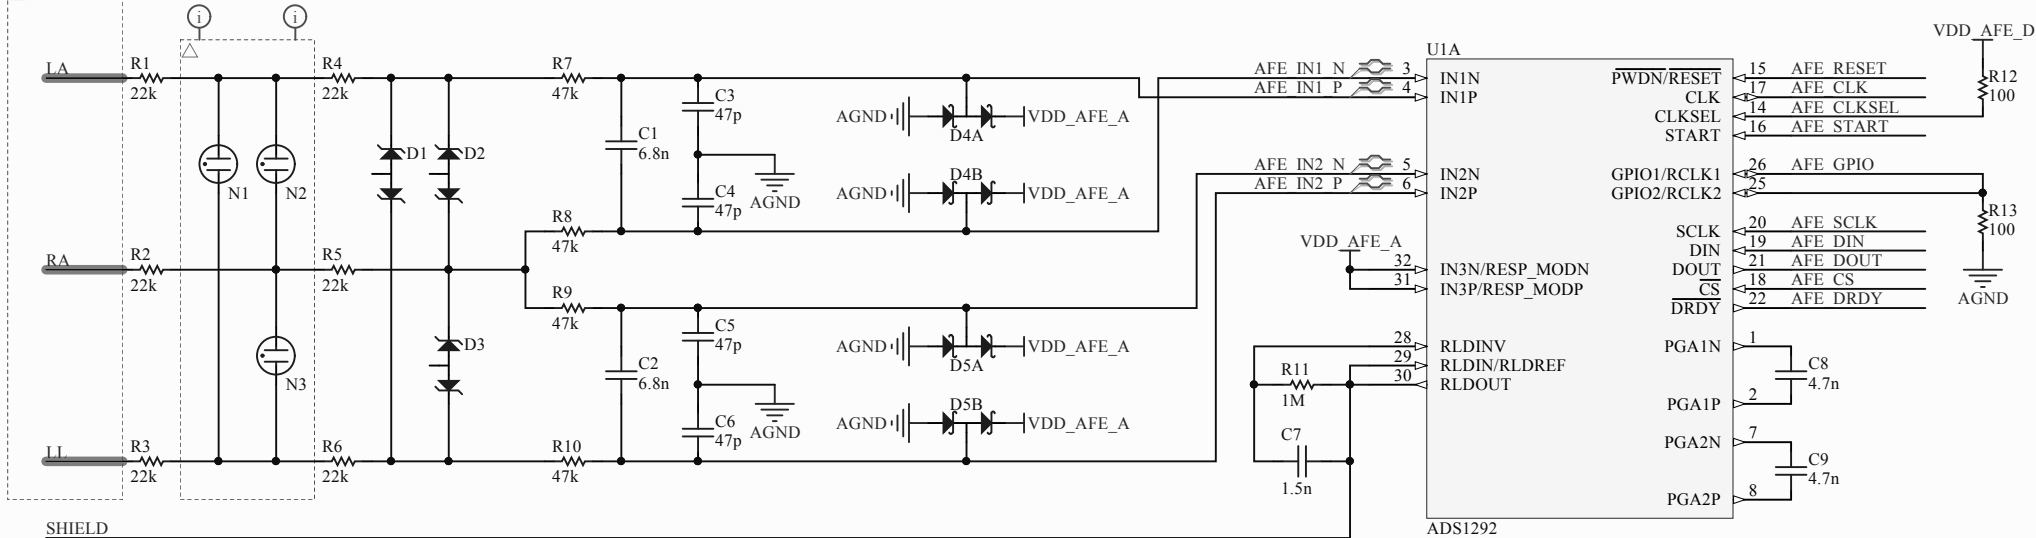 LA
R1
22k
R4
22k
R7
47k
N1
N2
D1
D2
C1
6.8n
C3
47p
C4
47p
AGND
AGND
D4A
VDD_AFE_A
AGND
D4B
VDD_AFE_A
R8
47k
RA
R2
22k
R5
22k
R9
47k
N3
D3
C2
6.8n
C5
47p
C6
47p
AGND
AGND
D5A
VDD_AFE_A
AGND
D5B
VDD_AFE_A
LL
R3
22k
R6
22k
R10
47k
SHIELD
U1A
AFE_IN1_N 3 IN1N
AFE_IN1_P 4 IN1P
AFE_IN2_N 5 IN2N
AFE_IN2_P 6 IN2P
VDD_AFE_A
32 IN3N/RESP_MODN
31 IN3P/RESP_MODP
28 RLDINV
29 RLDIN/RLDREF
30 RLDOUT
R11
1M
C7
1.5n
PWDN/RESET 15 AFE_RESET
CLK 17 AFE_CLK
CLKSEL 14 AFE_CLKSEL
START 16 AFE_START
GPIO1/RCLK1 26 AFE_GPIO
GPIO2/RCLK2 25
SCLK 20 AFE_SCLK
DIN 19 AFE_DIN
DOUT 21 AFE_DOUT
CS 18 AFE_CS
DRDY 22 AFE_DRDY
PGA1N 1
PGA1P 2
C8
4.7n
PGA2N 7
PGA2P 8
C9
4.7n
ADS1292
VDD_AFE_D
R12
100
R13
100
AGND